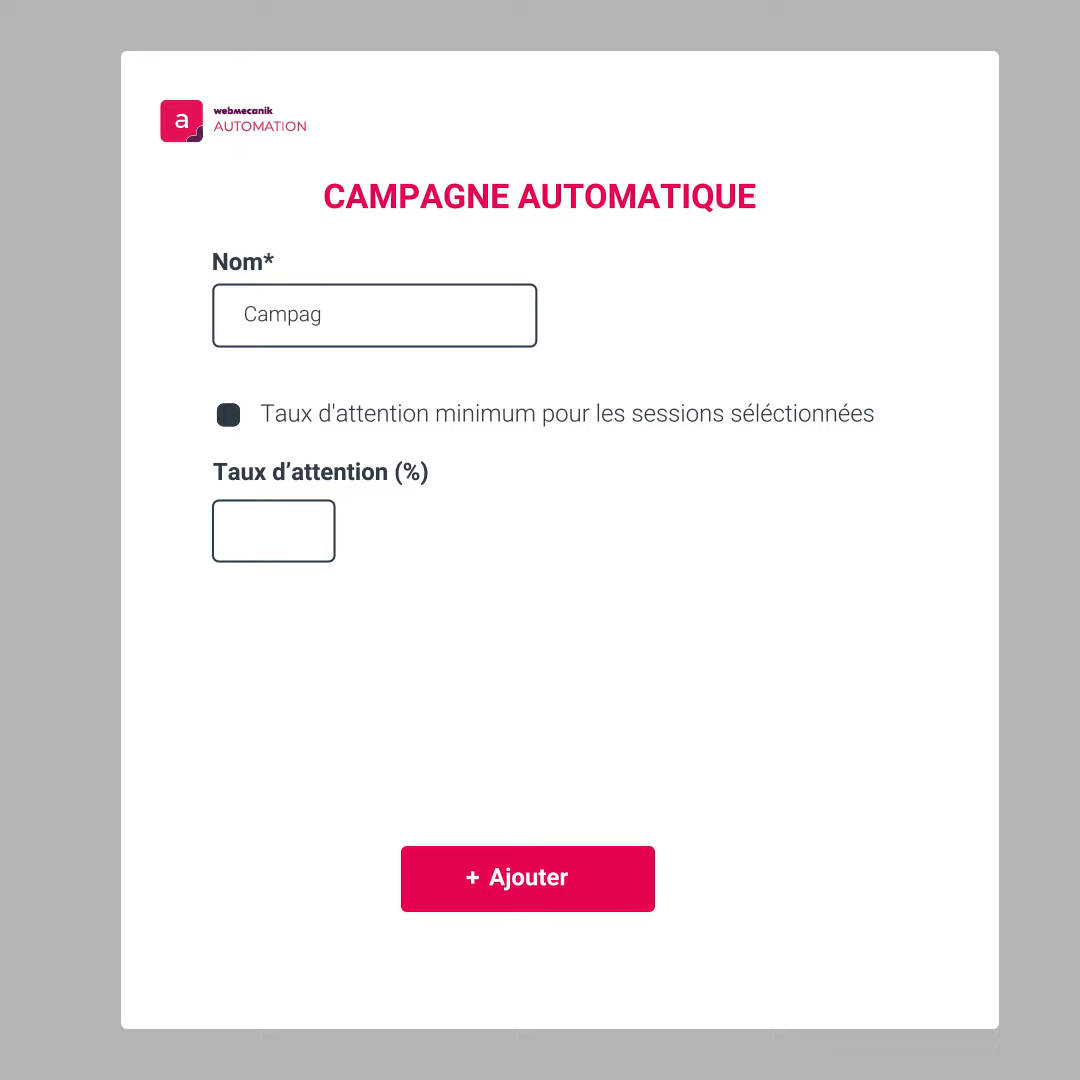 a
webmecanik
AUTOMATION
CAMPAGNE AUTOMATIQUE
Nom*
Campag
Taux d'attention minimum pour les sessions séléctionnées
Taux d’attention (%)
+ Ajouter